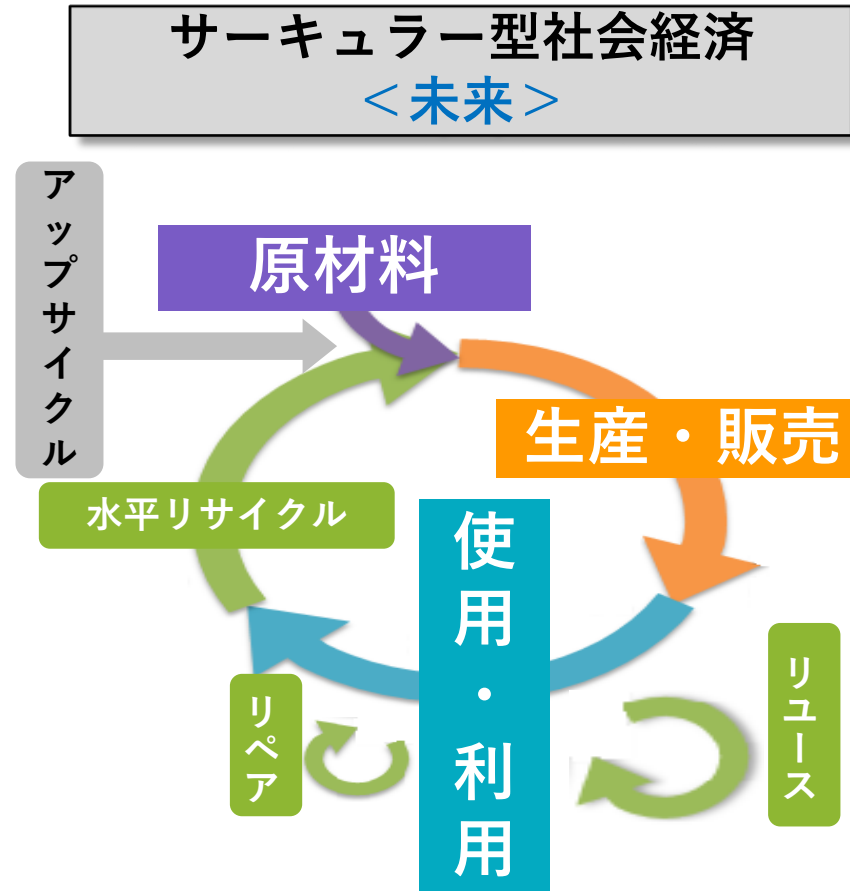 サーキュラー型社会経済
＜未来＞
アップサイクル
原材料
生産・販売
水平リサイクル
使用・利用
リペア
リユース